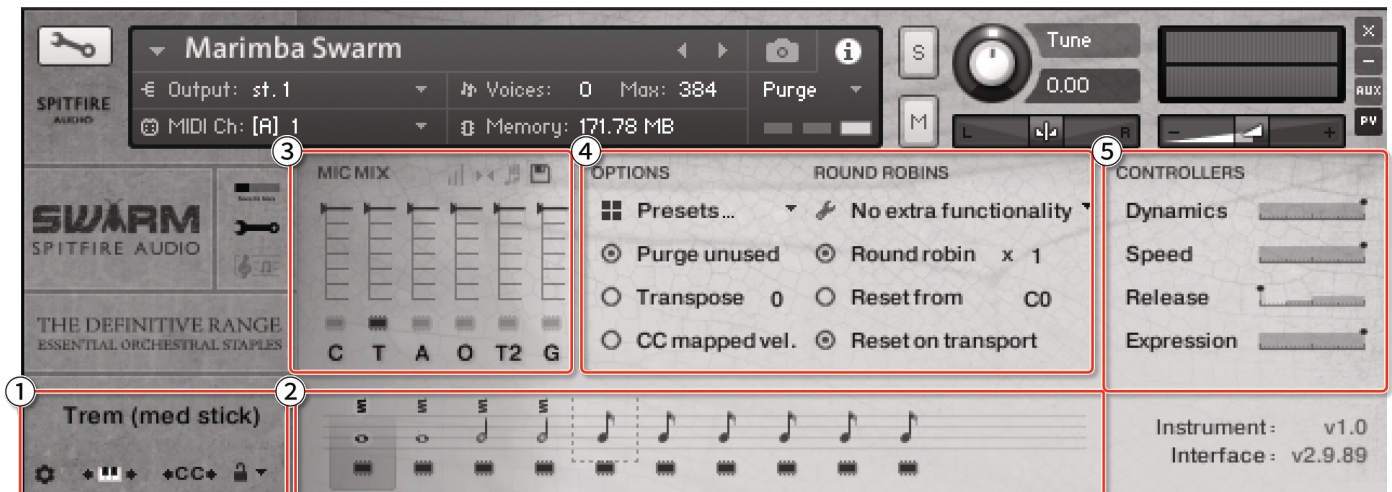 Marimba Swarm
Output: st.1
Voices: 0 Max: 384
Purge
MIDI Ch: [A] 1
Memory: 171.78 MB
S
M
Tune
0.00
L R
- +
×
-
AUX
PV
SPITFIRE
AUDIO
SWARM
SPITFIRE AUDIO
THE DEFINITIVE RANGE
ESSENTIAL ORCHESTRAL STAPLES
3
MIC MIX
C T A O T2 G
4
OPTIONS
Presets...
Purge unused
Transpose 0
CC mapped vel.
ROUND ROBINS
No extra functionality
Round robin x 1
Reset from C0
Reset on transport
5
CONTROLLERS
Dynamics
Speed
Release
Expression
1
Trem (med stick)
CC
2
Instrument: v1.0
Interface: v2.9.89